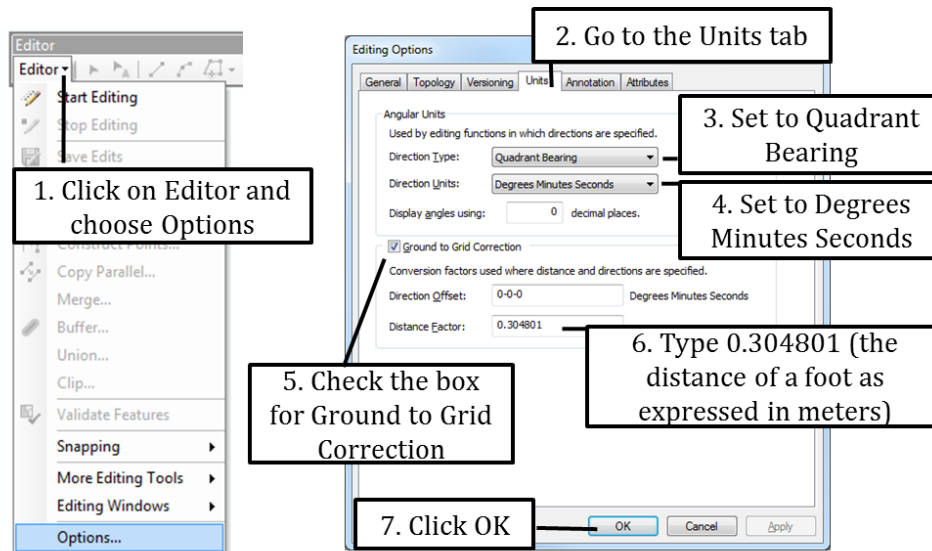 Editor
Editor
Start Editing
Stop Editing
Save Edits
1. Click on Editor and
choose Options
Construct Points...
Copy Parallel...
Merge...
Buffer...
Union...
Clip...
Validate Features
Snapping
More Editing Tools
Editing Windows
Options...
Editing Options
2. Go to the Units tab
General Topology Versioning Units Annotation Attributes
Angular Units
Used by editing functions in which directions are specified.
Direction Type: Quadrant Bearing
3. Set to Quadrant
Bearing
Direction Units: Degrees Minutes Seconds
4. Set to Degrees
Minutes Seconds
Display angles using: 0 decimal places.
Ground to Grid Correction
Conversion factors used where distance and directions are specified.
Direction Offset: 0-0-0 Degrees Minutes Seconds
Distance Factor: 0.304801
5. Check the box
for Ground to Grid
Correction
6. Type 0.304801 (the
distance of a foot as
expressed in meters)
7. Click OK
OK Cancel Apply